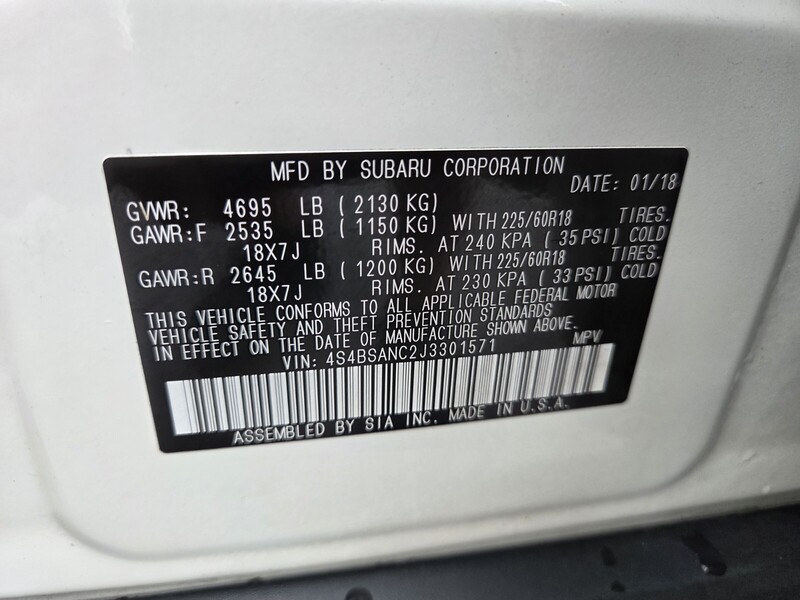 MFD BY SUBARU CORPORATION DATE: 01/18
GVWR: 4695 LB ( 2130 KG)
GAWR:F 2535 LB ( 1150 KG) WITH 225/60R18 TIRES.
18X7J RIMS. AT 240 KPA ( 35 PSI) COLD
GAWR:R 2645 LB ( 1200 KG) WITH 225/60R18 TIRES.
18X7J RIMS. AT 230 KPA ( 33 PSI) COLD
THIS VEHICLE CONFORMS TO ALL APPLICABLE FEDERAL MOTOR
VEHICLE SAFETY AND THEFT PREVENTION STANDARDS
IN EFFECT ON THE DATE OF MANUFACTURE SHOWN ABOVE.
VIN: 4S4BSANC2J3301571 MPV
ASSEMBLED BY SIA INC. MADE IN U.S.A.